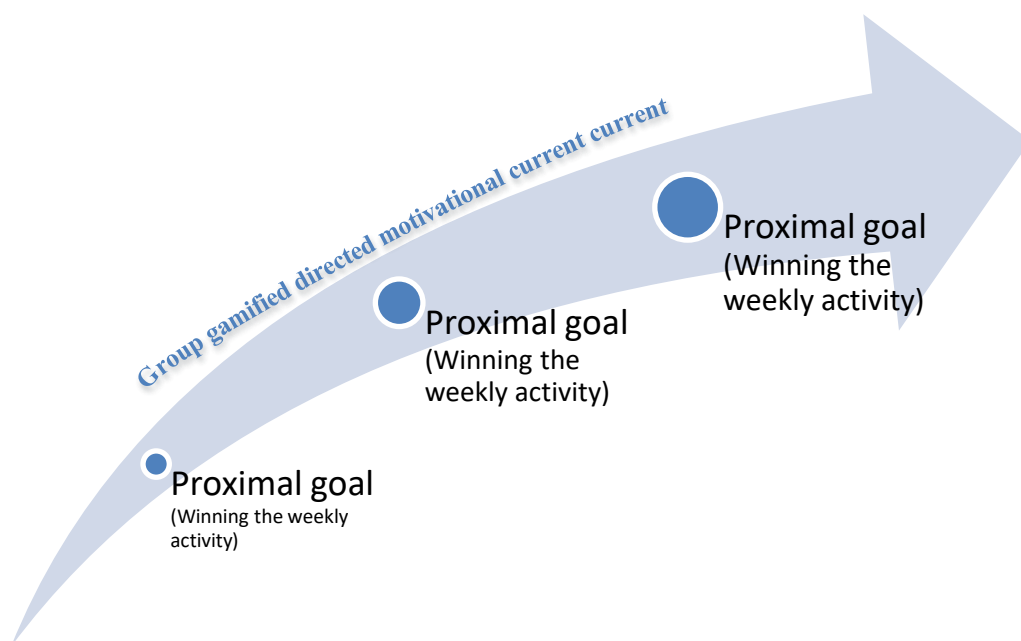 Group gamified directed motivational current current
Proximal goal
(Winning the
weekly activity)
Proximal goal
(Winning the
weekly activity)
Proximal goal
(Winning the weekly
activity)